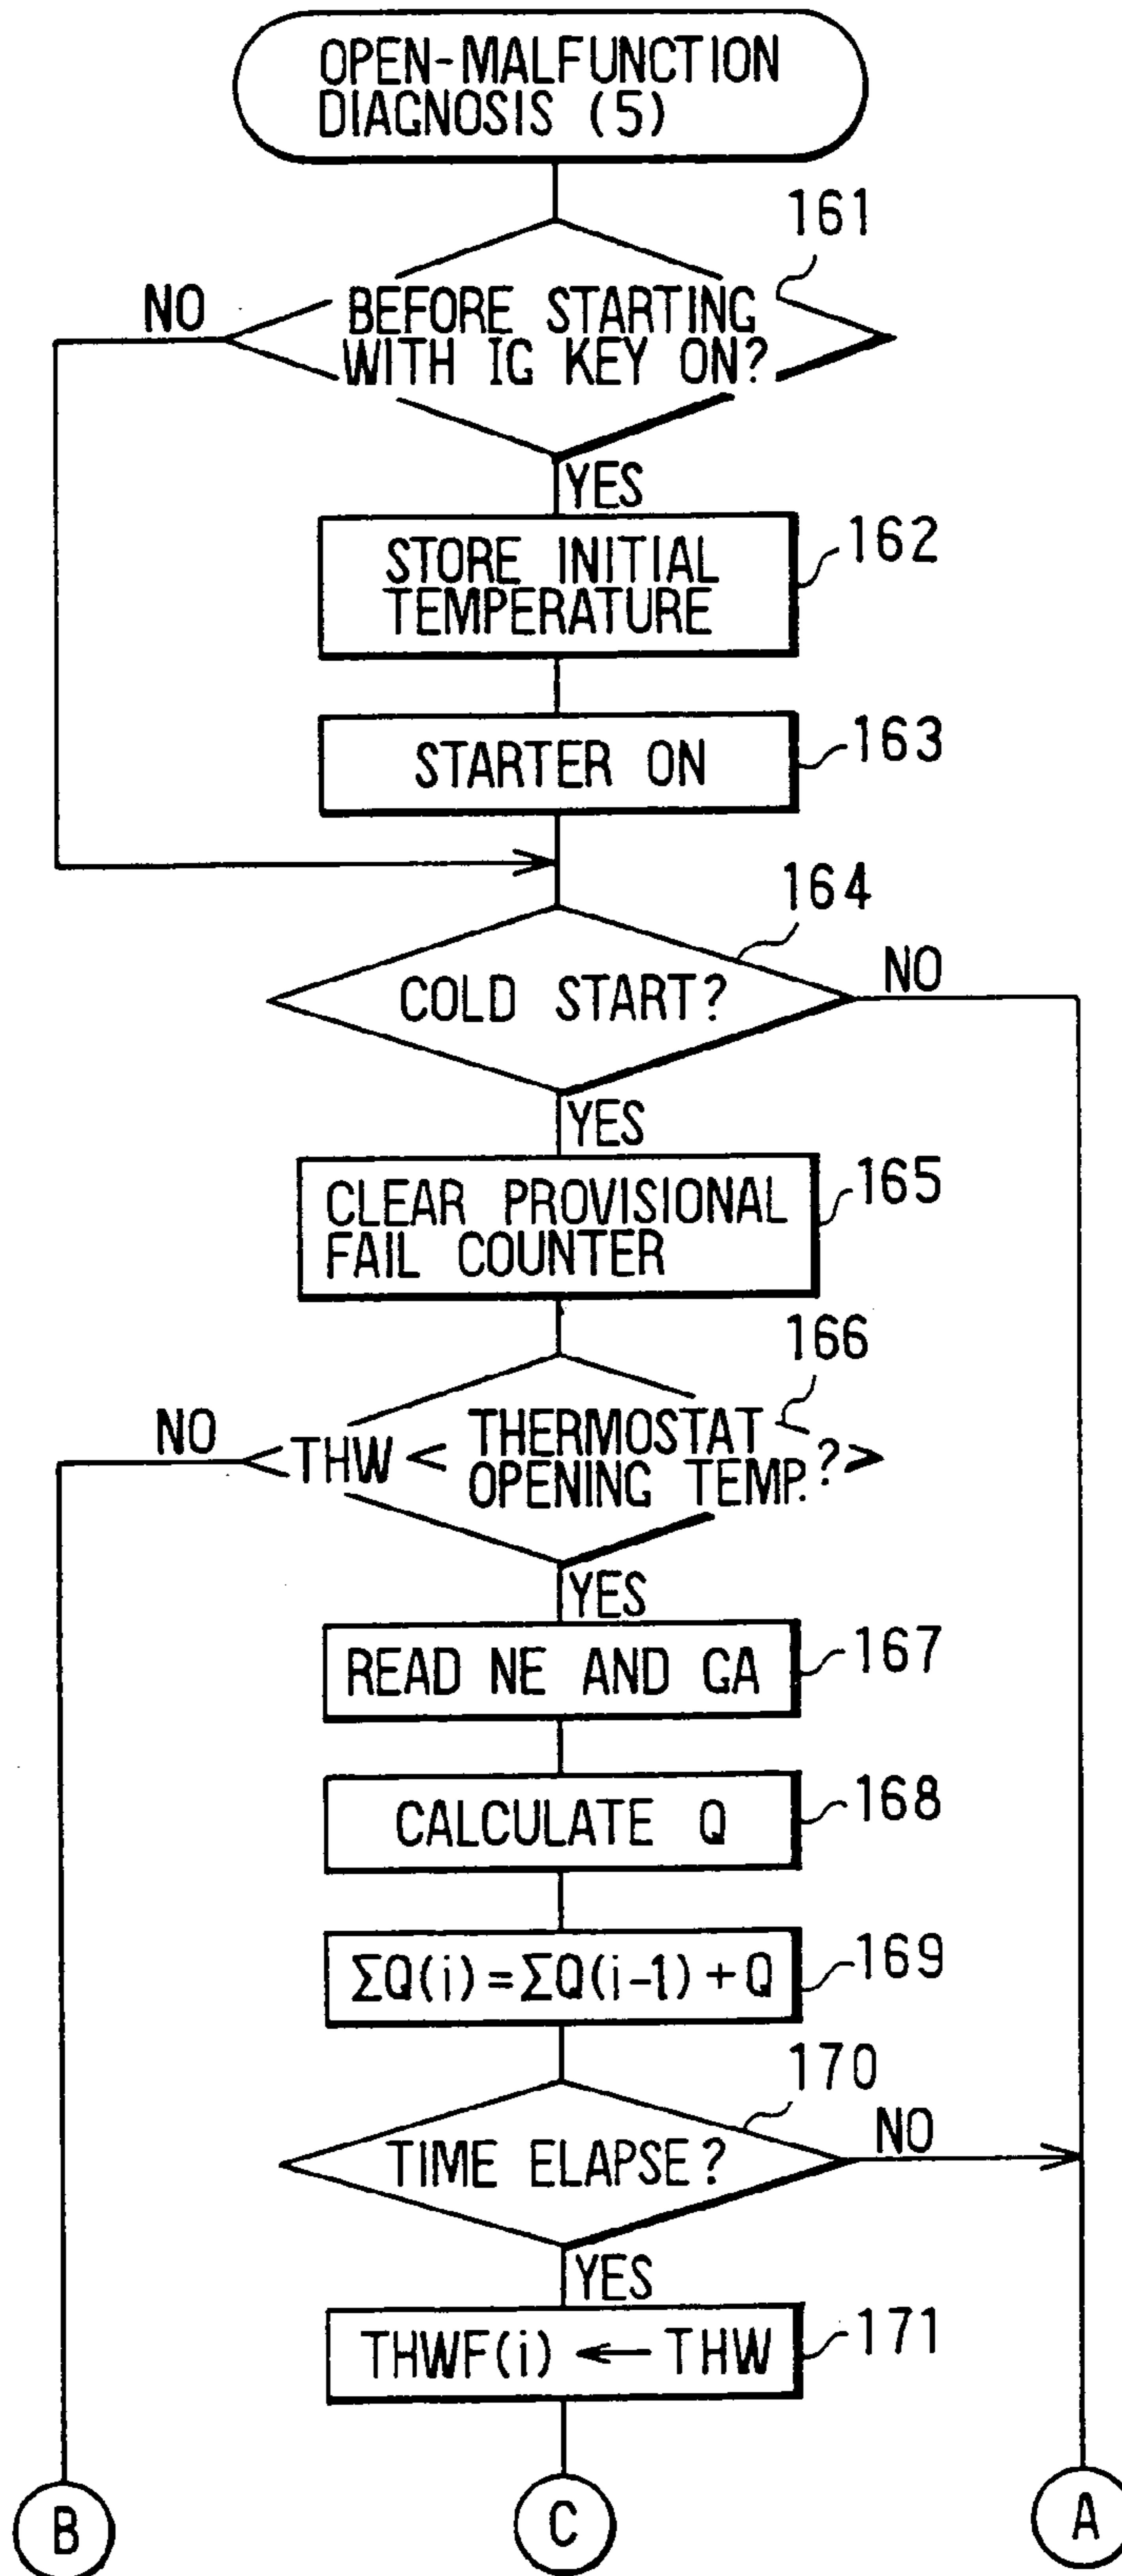 OPEN-MALFUNCTION
DIAGNOSIS (5)
161
NO
BEFORE STARTING
WITH IG KEY ON?
YES
STORE INITIAL
TEMPERATURE
162
STARTER ON
163
164
COLD START?
NO
YES
CLEAR PROVISIONAL
FAIL COUNTER
165
166
NO
THW < THERMOSTAT
OPENING TEMP. ?
YES
READ NE AND GA
167
CALCULATE Q
168
ΣQ(i)=ΣQ(i-1)+Q
169
170
TIME ELAPSE?
NO
YES
THWF(i) ← THW
171
B
C
A